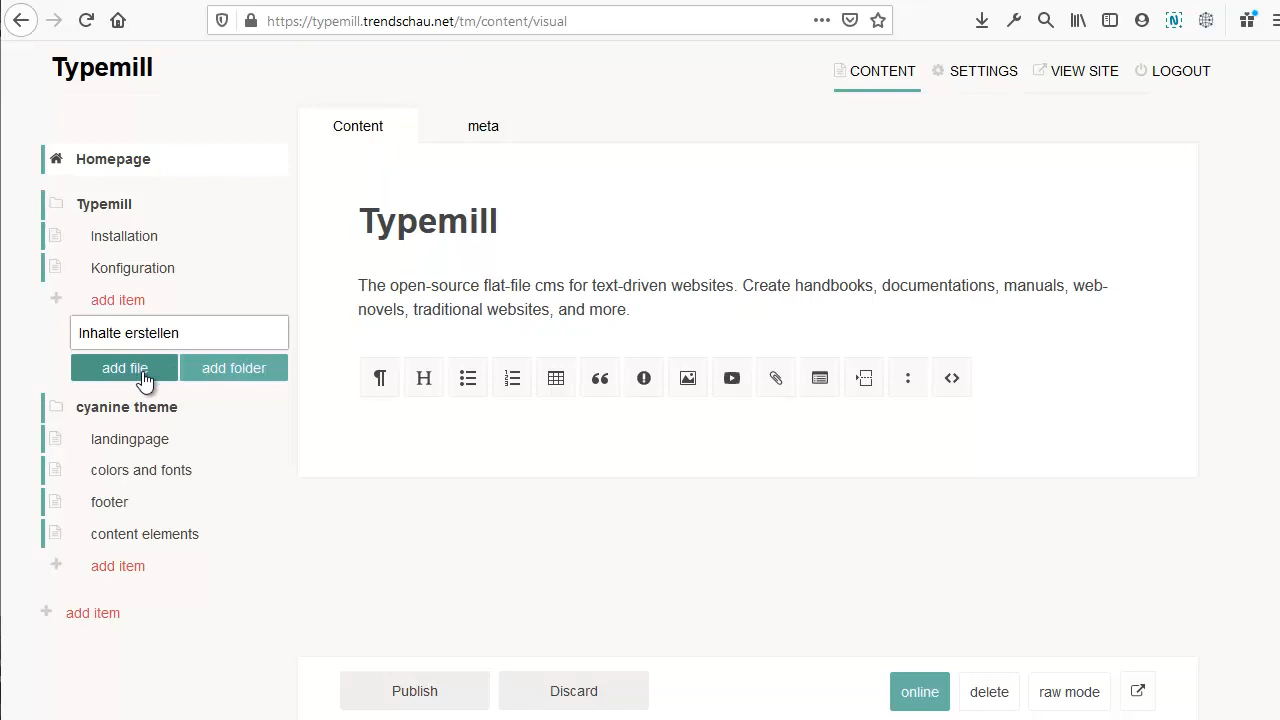 https://typemill.trendschau.net/tm/content/visual
Typemill
CONTENT
SETTINGS
VIEW SITE
LOGOUT
Homepage
Typemill
Installation
Konfiguration
add item
Inhalte erstellen
add file
add folder
cyanine theme
landingpage
colors and fonts
footer
content elements
add item
add item
Content
meta
Typemill
The open-source flat-file cms for text-driven websites. Create handbooks, documentations, manuals, web-
novels, traditional websites, and more.
Publish
Discard
online
delete
raw mode